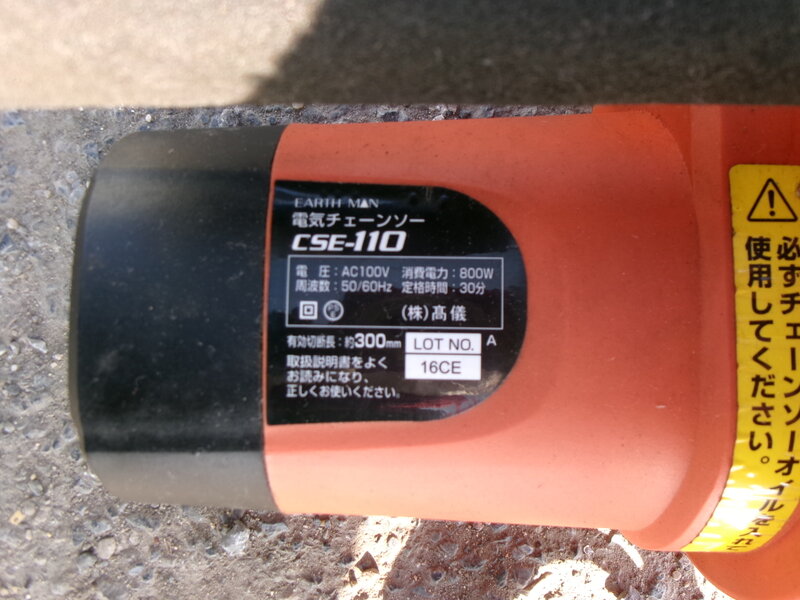 EARTH MAN
電気チェーンソー
CSE-110
電 圧：AC100V 消費電力：800W
周波数：50/60Hz 定格時間：30分
(株)髙儀
有効切断長：約300mm
LOT NO. A
16CE
取扱説明書をよく
お読みになり、
正しくお使いください。
必ずチェーンソーオイルを入れて
使用してください。